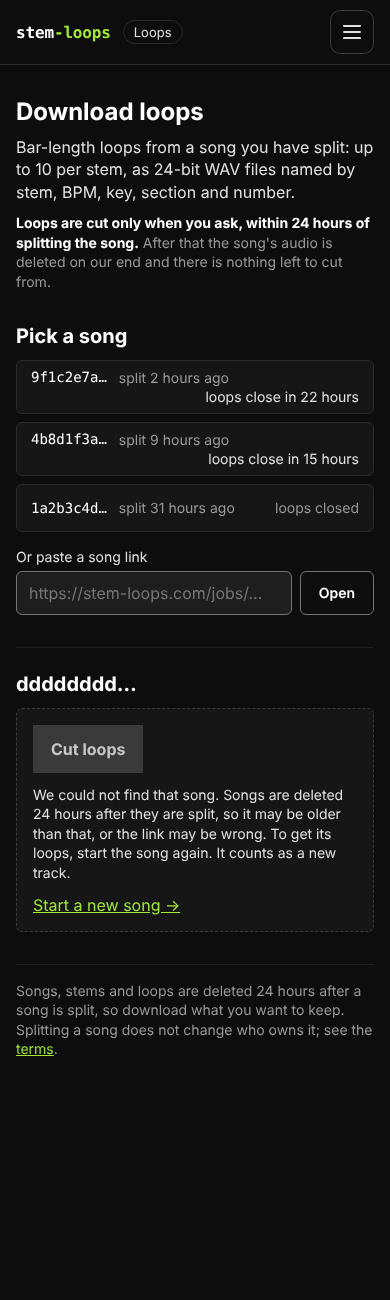 stem-loops Loops
Download loops
Bar-length loops from a song you have split: up
to 10 per stem, as 24-bit WAV files named by
stem, BPM, key, section and number.
Loops are cut only when you ask, within 24 hours of
splitting the song. After that the song's audio is
deleted on our end and there is nothing left to cut
from.
Pick a song
9f1c2e7a… split 2 hours ago
loops close in 22 hours
4b8d1f3a… split 9 hours ago
loops close in 15 hours
1a2b3c4d… split 31 hours ago loops closed
Or paste a song link
https://stem-loops.com/jobs/… Open
dddddddd…
Cut loops
We could not find that song. Songs are deleted
24 hours after they are split, so it may be older
than that, or the link may be wrong. To get its
loops, start the song again. It counts as a new
track.
Start a new song →
Songs, stems and loops are deleted 24 hours after a
song is split, so download what you want to keep.
Splitting a song does not change who owns it; see the
terms.